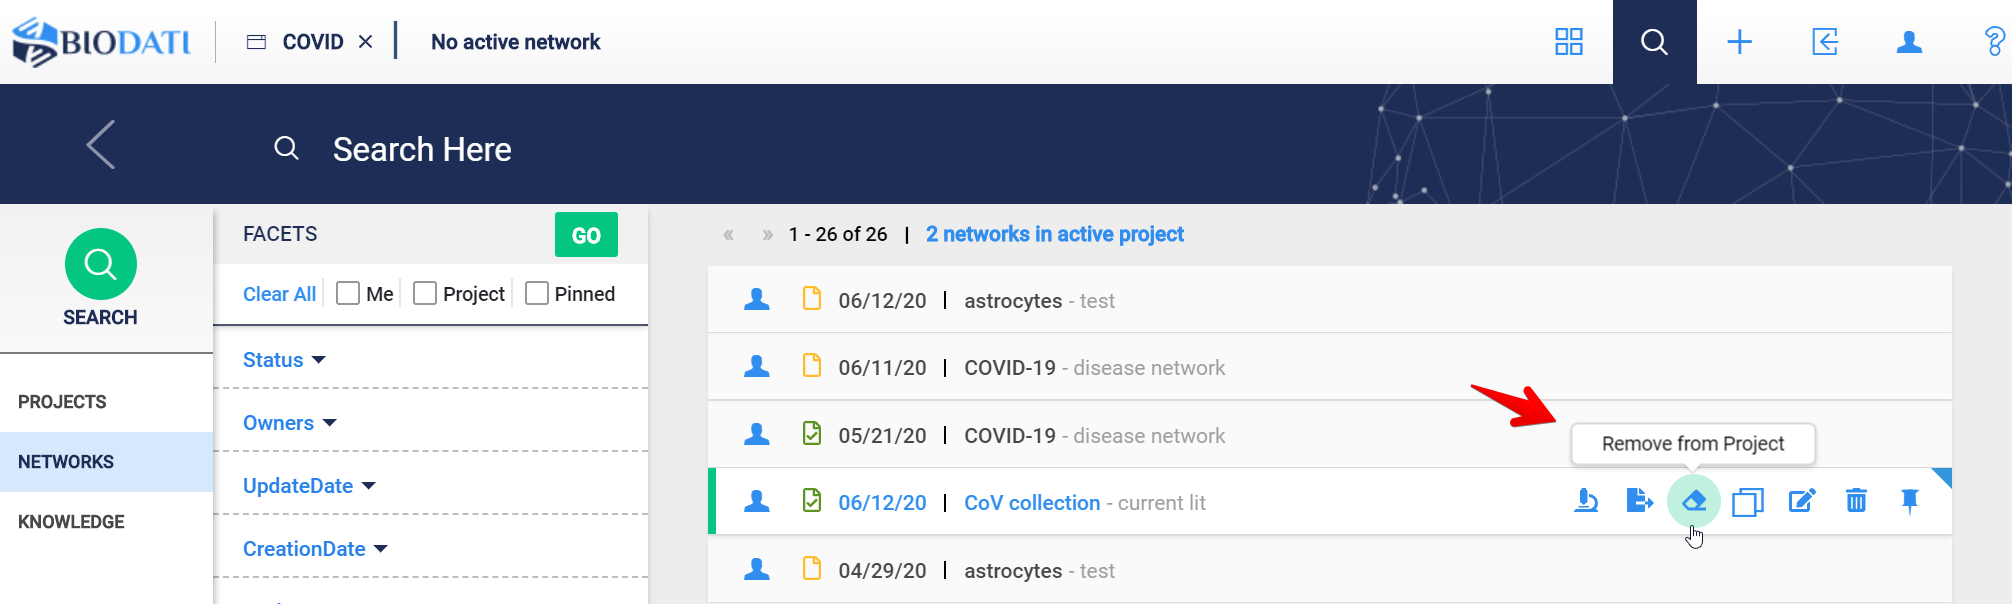 BIODATI
COVID × No active network
Search Here
SEARCH
PROJECTS
NETWORKS
KNOWLEDGE
FACETS GO
Clear All Me Project Pinned
Status
Owners
UpdateDate
CreationDate
« » 1 - 26 of 26 | 2 networks in active project
06/12/20 | astrocytes - test
06/11/20 | COVID-19 - disease network
05/21/20 | COVID-19 - disease network
Remove from Project
06/12/20 | CoV collection - current lit
04/29/20 | astrocytes - test